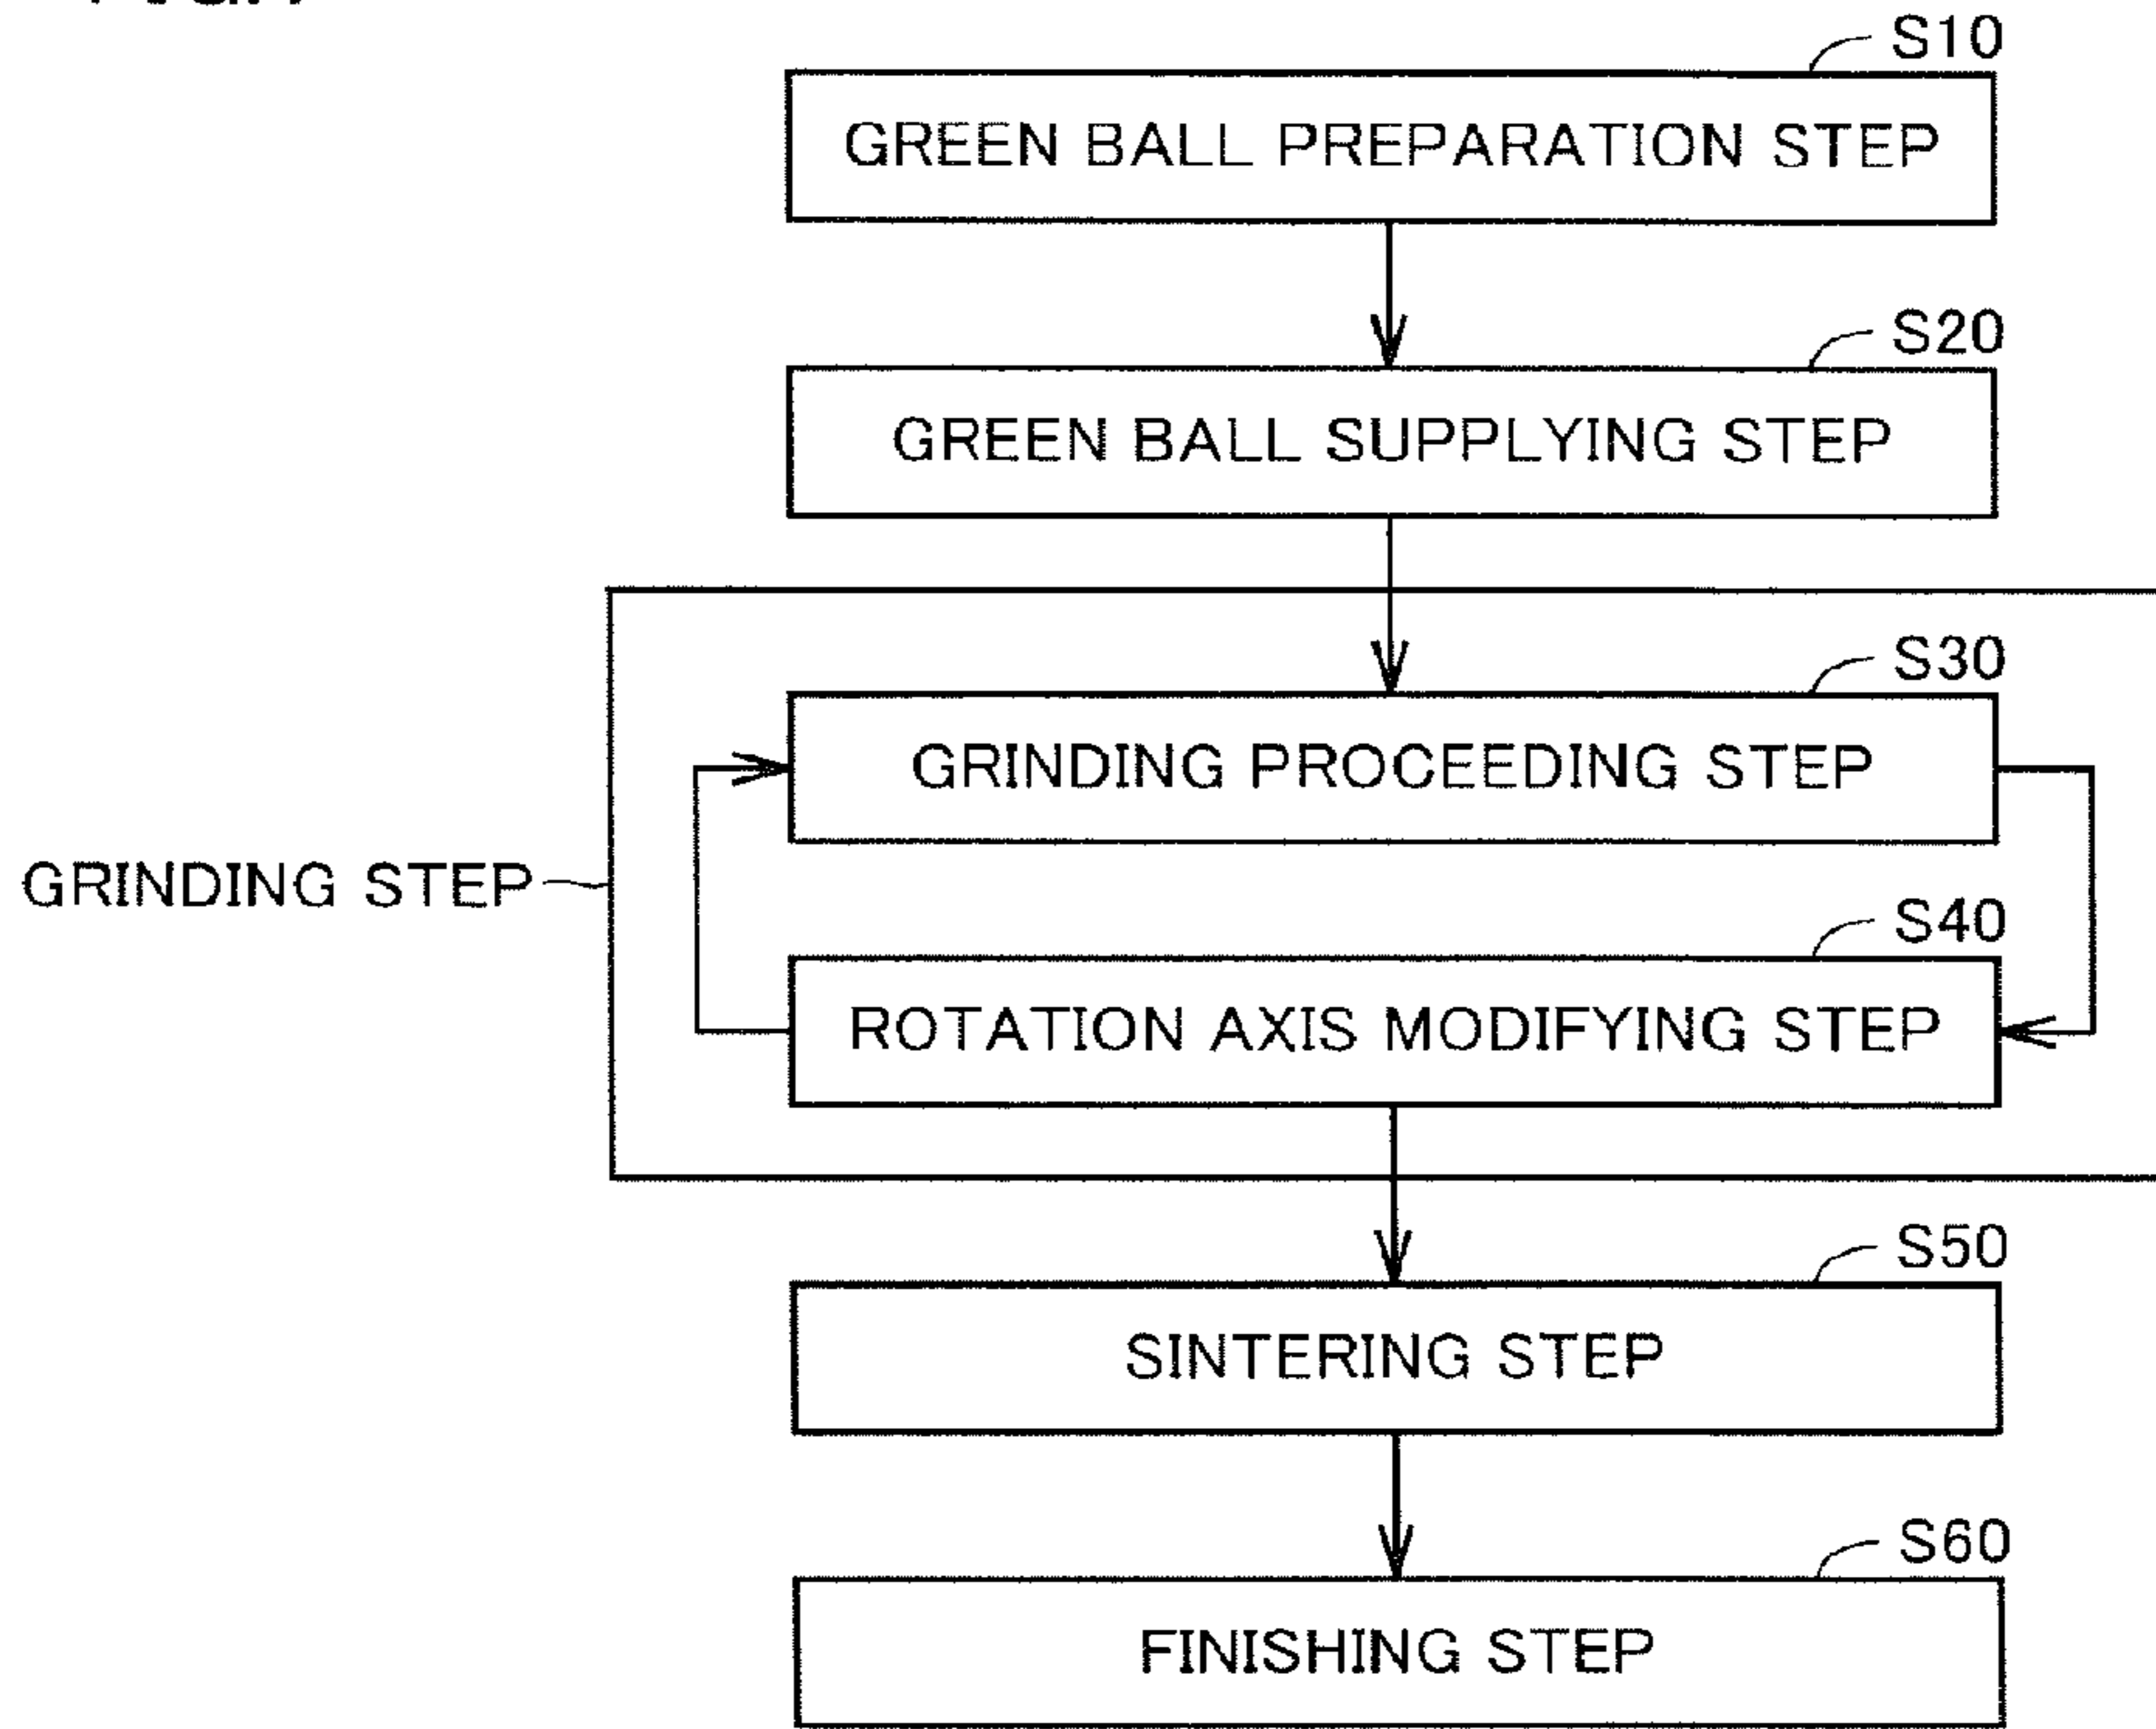 S10
GREEN BALL PREPARATION STEP
S20
GREEN BALL SUPPLYING STEP
S30
GRINDING PROCEEDING STEP
GRINDING STEP
S40
ROTATION AXIS MODIFYING STEP
S50
SINTERING STEP
S60
FINISHING STEP